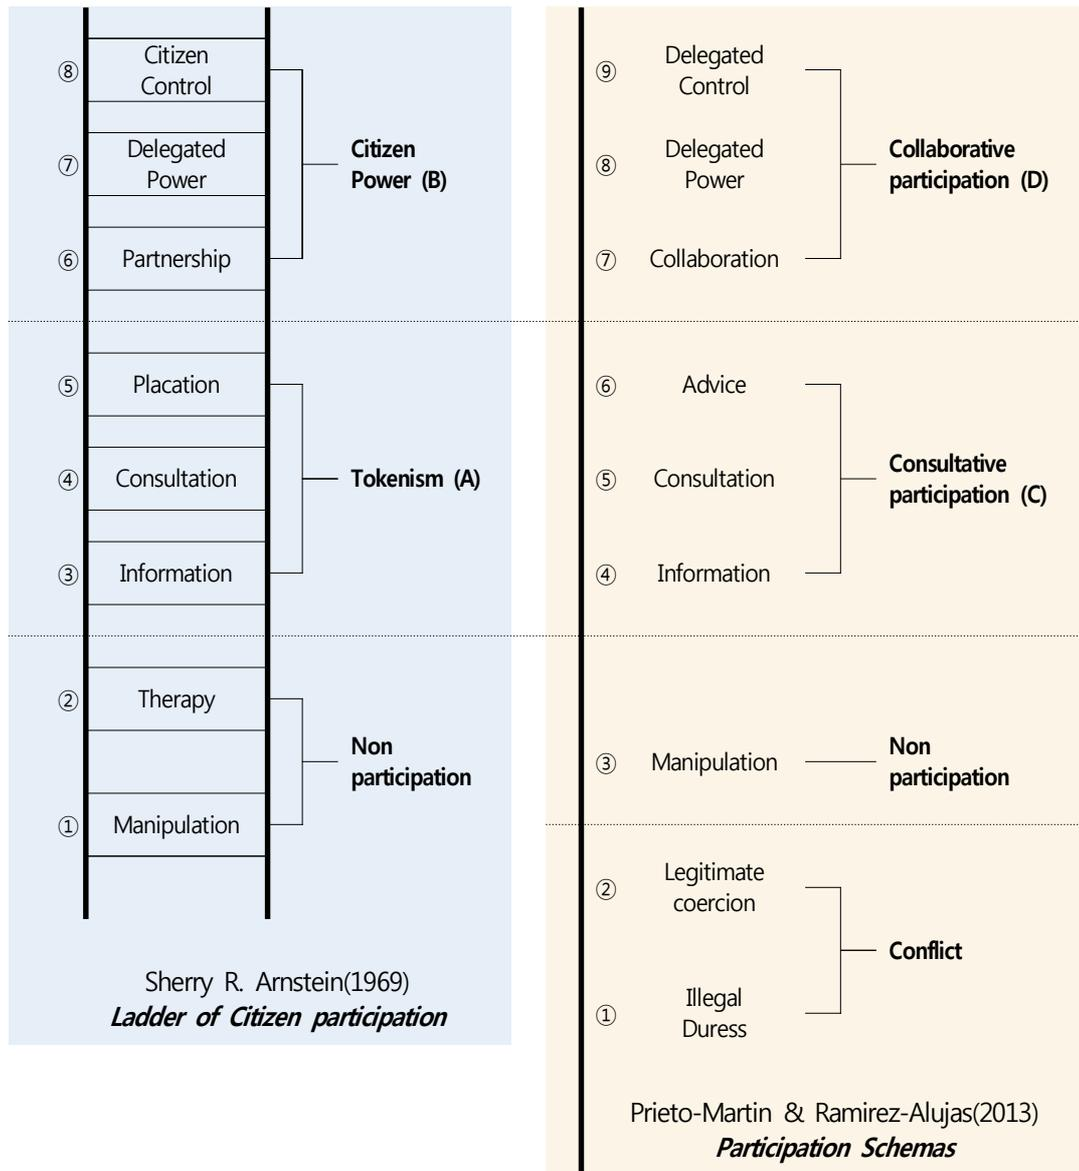 ⑧
Citizen
Control
⑦
Delegated
Power
Citizen
Power (B)
⑥
Partnership
⑤
Placation
④
Consultation
Tokenism (A)
③
Information
②
Therapy
Non
participation
①
Manipulation
Sherry R. Arnstein(1969)
Ladder of Citizen participation
⑨
Delegated
Control
⑧
Delegated
Power
Collaborative
participation (D)
⑦
Collaboration
⑥
Advice
⑤
Consultation
Consultative
participation (C)
④
Information
③
Manipulation
Non
participation
②
Legitimate
coercion
Conflict
①
Illegal
Duress
Prieto-Martin & Ramirez-Alujas(2013)
Participation Schemas